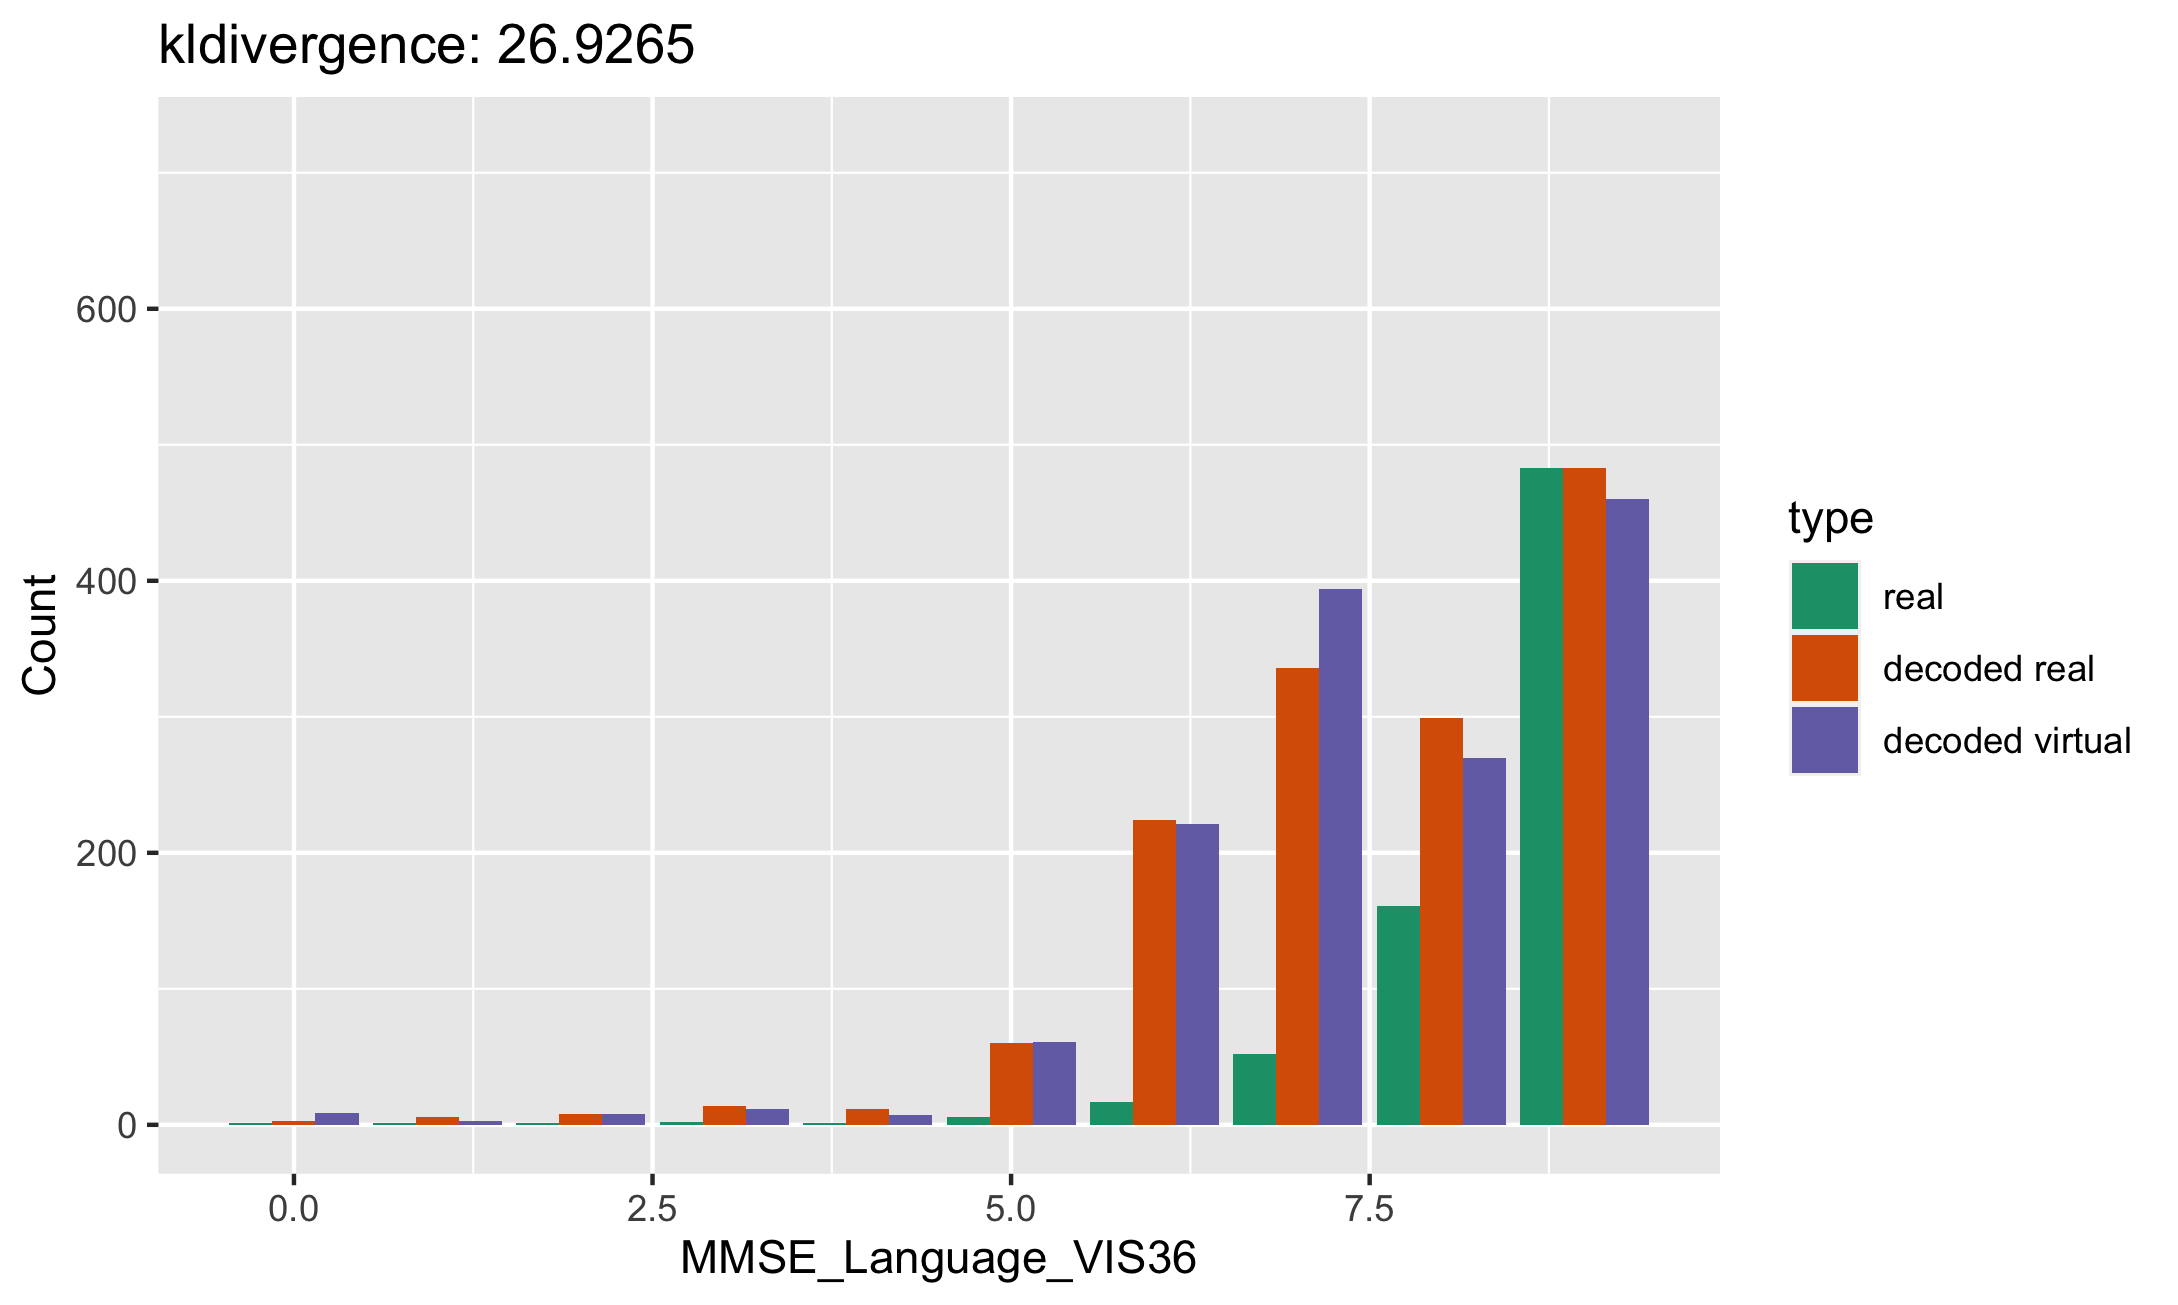 kldivergence: 26.9265
600
400
200
0
Count
0.0 2.5 5.0 7.5
MMSE_Language_VIS36
type
real
decoded real
decoded virtual